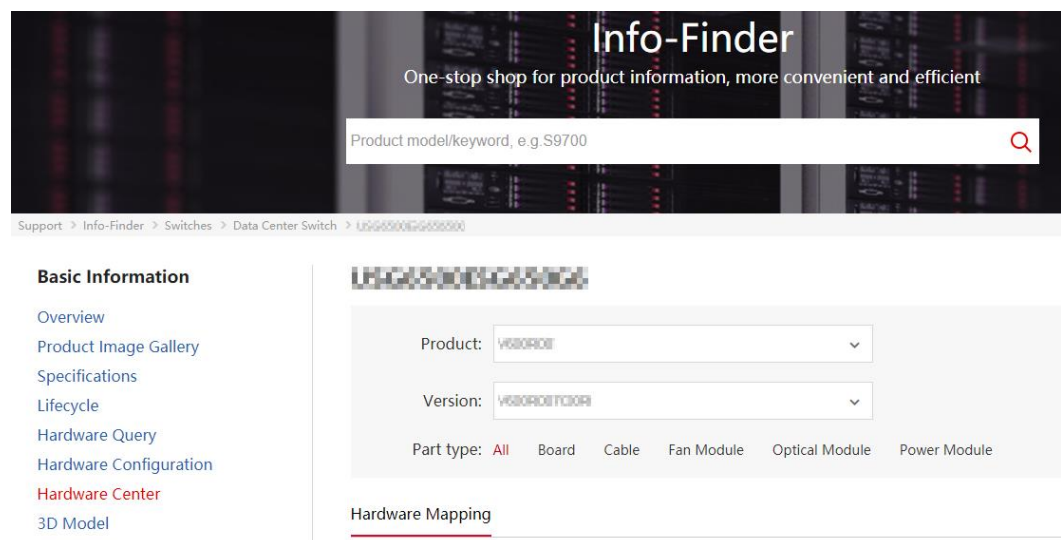 Info-Finder
One-stop shop for product information, more convenient and efficient
Product model/keyword, e.g.S9700
Support > Info-Finder > Switches > Data Center Switch >
Basic Information
Overview
Product Image Gallery
Specifications
Lifecycle
Hardware Query
Hardware Configuration
Hardware Center
3D Model
Product:
Version:
Part type: All Board Cable Fan Module Optical Module Power Module
Hardware Mapping